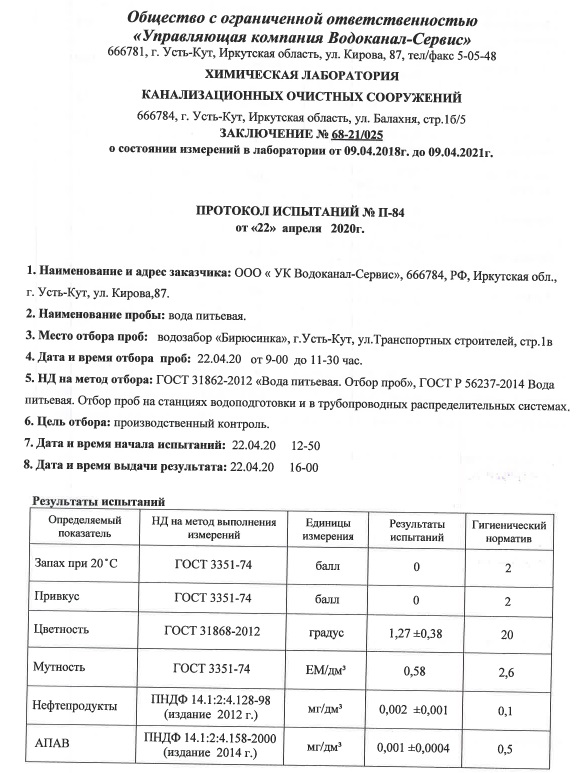 Общество с ограниченной ответственностью
«Управляющая компания Водоканал-Сервис»
666781, г. Усть-Кут, Иркутская область, ул. Кирова, 87, тел/факс 5-05-48
ХИМИЧЕСКАЯ ЛАБОРАТОРИЯ
КАНАЛИЗАЦИОННЫХ ОЧИСТНЫХ СООРУЖЕНИЙ
666784, г. Усть-Кут, Иркутская область, ул. Балахня, стр.1б/5
ЗАКЛЮЧЕНИЕ № 68-21/025
о состоянии измерений в лаборатории от 09.04.2018г. до 09.04.2021г.
ПРОТОКОЛ ИСПЫТАНИЙ № П-84
от «22» апреля 2020г.
1. Наименование и адрес заказчика: ООО « УК Водоканал-Сервис», 666784, РФ, Иркутская обл.,
г. Усть-Кут, ул. Кирова,87.
2. Наименование пробы: вода питьевая.
3. Место отбора проб: водозабор «Бирюсинка», г.Усть-Кут, ул.Транспортных строителей, стр.1в
4. Дата и время отбора проб: 22.04.20 от 9-00 до 11-30 час.
5. НД на метод отбора: ГОСТ 31862-2012 «Вода питьевая. Отбор проб», ГОСТ Р 56237-2014 Вода
питьевая. Отбор проб на станциях водоподготовки и в трубопроводных распределительных системах.
6. Цель отбора: производственный контроль.
7. Дата и время начала испытаний: 22.04.20 12-50
8. Дата и время выдачи результата: 22.04.20 16-00
Результаты испытаний
Определяемый НД на метод выполнения Единицы Результаты Гигиенический
показатель измерений измерения испытаний норматив
Запах при 20˚С ГОСТ 3351-74 балл 0 2
Привкус ГОСТ 3351-74 балл 0 2
Цветность ГОСТ 31868-2012 градус 1,27 ±0,38 20
Мутность ГОСТ 3351-74 ЕМ/дм³ 0,58 2,6
Нефтепродукты ПНДФ 14.1:2:4.128-98 мг/дм³ 0,002 ±0,001 0,1
(издание 2012 г.)
АПАВ ПНДФ 14.1:2:4.158-2000 мг/дм³ 0,001 ±0,0004 0,5
(издание 2014 г.)